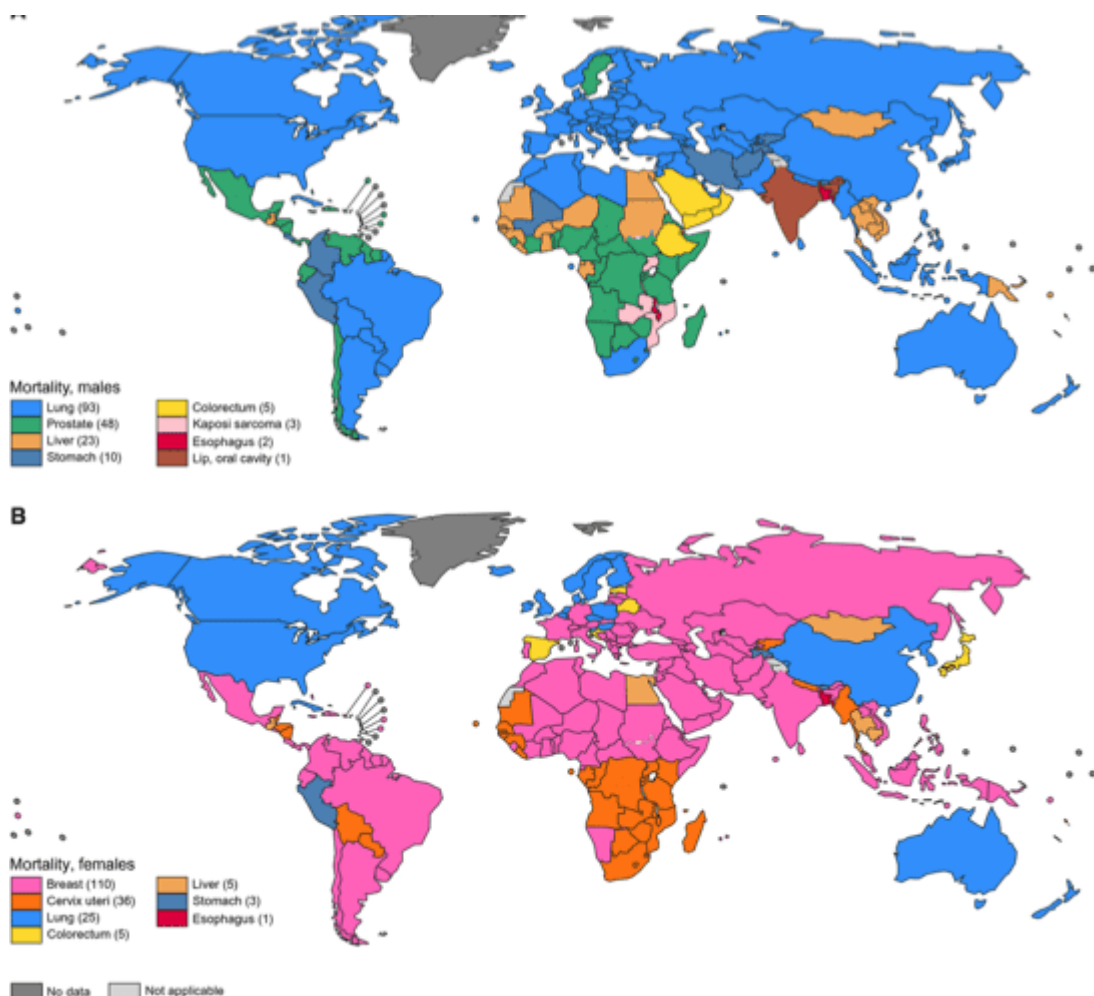 Mortality, males
Lung (93)
Prostate (48)
Liver (23)
Stomach (10)
Colorectum (5)
Kaposi sarcoma (3)
Esophagus (2)
Lip, oral cavity (1)
B
Mortality, females
Breast (110)
Cervix uteri (36)
Lung (25)
Colorectum (5)
Liver (5)
Stomach (3)
Esophagus (1)
No data
Not applicable